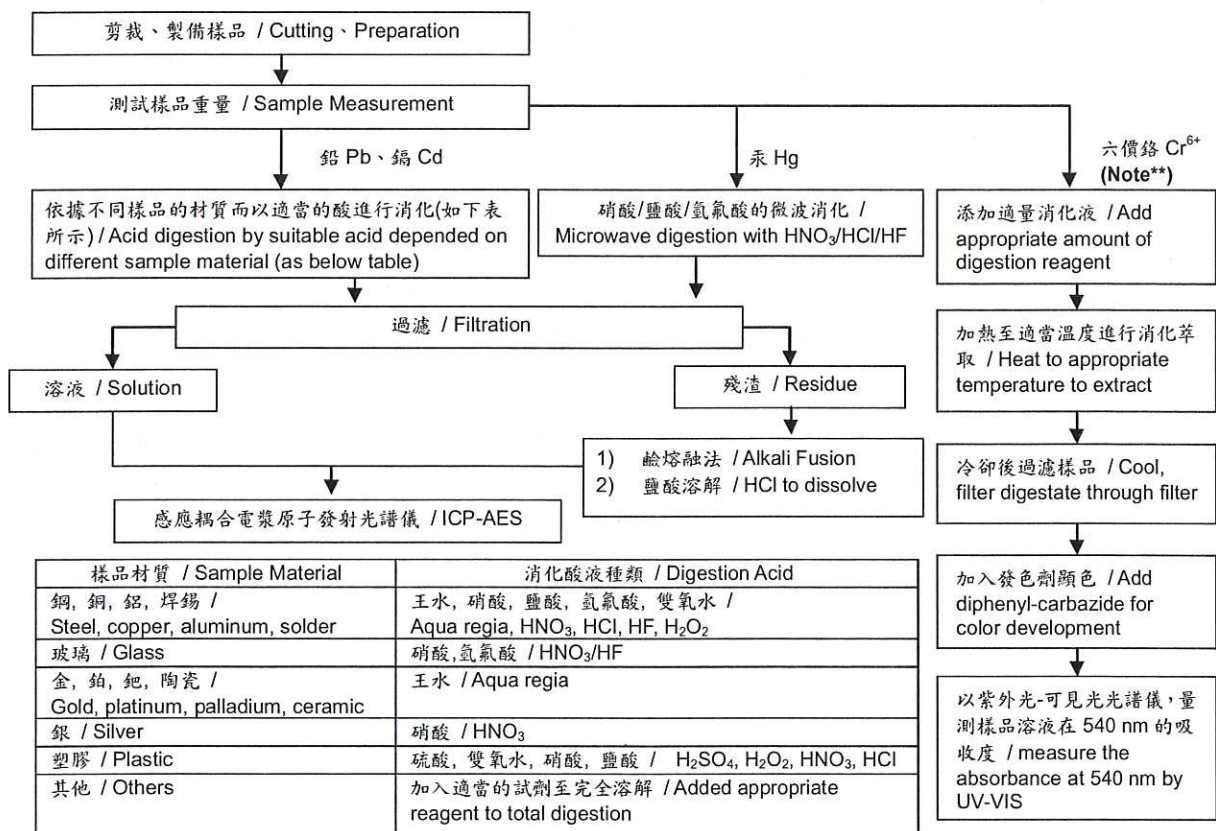 剪裁、製備樣品 / Cutting、Preparation
測試樣品重量 / Sample Measurement
鉛 Pb、鎘 Cd
汞 Hg
六價鉻 Cr⁶⁺
(Note**)
依據不同樣品的材質而以適當的酸進行消化(如下表
所示) / Acid digestion by suitable acid depended on
different sample material (as below table)
硝酸/鹽酸/氫氟酸的微波消化 /
Microwave digestion with HNO₃/HCl/HF
添加適量消化液 / Add
appropriate amount of
digestion reagent
過濾 / Filtration
加熱至適當溫度進行消化萃
取 / Heat to appropriate
temperature to extract
溶液 / Solution
殘渣 / Residue
1) 鹼熔融法 / Alkali Fusion
2) 鹽酸溶解 / HCl to dissolve
冷卻後過濾樣品 / Cool,
filter digestate through filter
感應耦合電漿原子發射光譜儀 / ICP-AES
加入發色劑顯色 / Add
diphenyl-carbazide for
color development
以紫外光-可見光光譜儀，量
測樣品溶液在 540 nm 的吸
收度 / measure the
absorbance at 540 nm by
UV-VIS
樣品材質 / Sample Material
消化酸液種類 / Digestion Acid
鋼, 銅, 鋁, 焊錫 /
Steel, copper, aluminum, solder
王水, 硝酸, 鹽酸, 氫氟酸, 雙氧水 /
Aqua regia, HNO₃, HCl, HF, H₂O₂
玻璃 / Glass
硝酸,氫氟酸 / HNO₃/HF
金, 鉑, 鈀, 陶瓷 /
Gold, platinum, palladium, ceramic
王水 / Aqua regia
銀 / Silver
硝酸 / HNO₃
塑膠 / Plastic
硫酸, 雙氧水, 硝酸, 鹽酸 / H₂SO₄, H₂O₂, HNO₃, HCl
其他 / Others
加入適當的試劑至完全溶解 / Added appropriate
reagent to total digestion